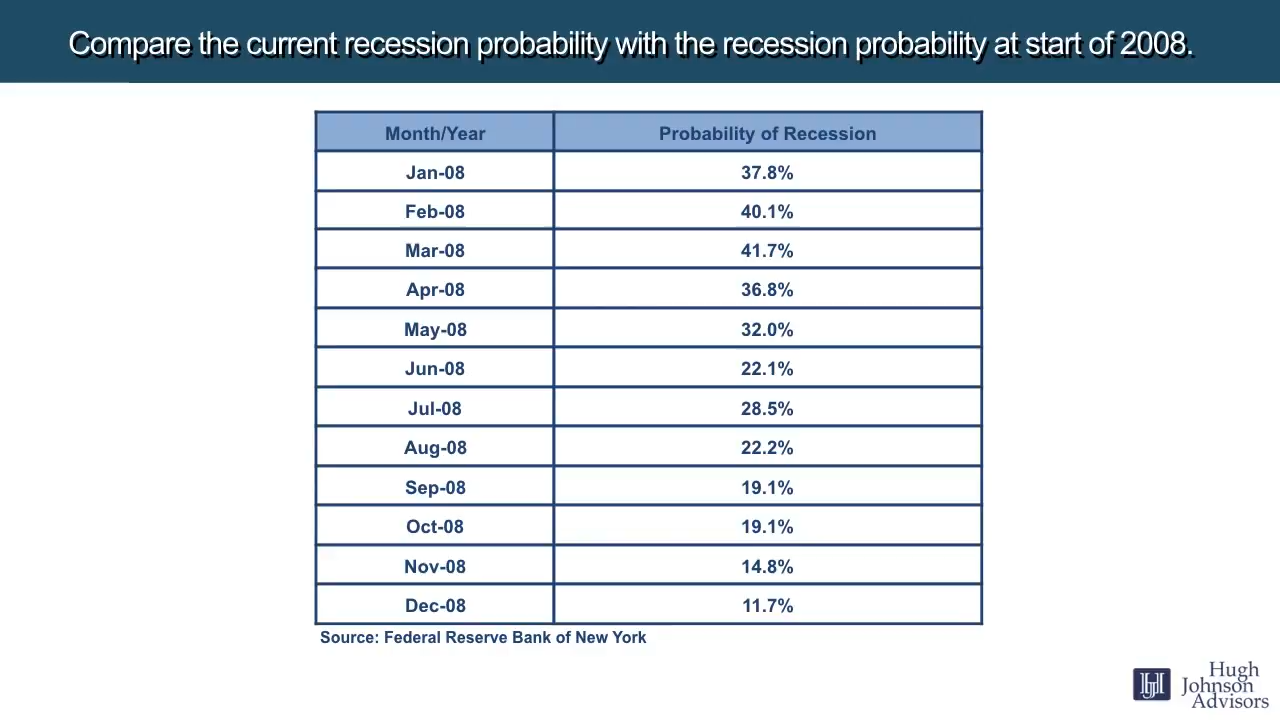 Compare the current recession probability with the recession probability at start of 2008.
Month/Year Probability of Recession
Jan-08 37.8%
Feb-08 40.1%
Mar-08 41.7%
Apr-08 36.8%
May-08 32.0%
Jun-08 22.1%
Jul-08 28.5%
Aug-08 22.2%
Sep-08 19.1%
Oct-08 19.1%
Nov-08 14.8%
Dec-08 11.7%
Source: Federal Reserve Bank of New York
Hugh
Johnson
Advisors